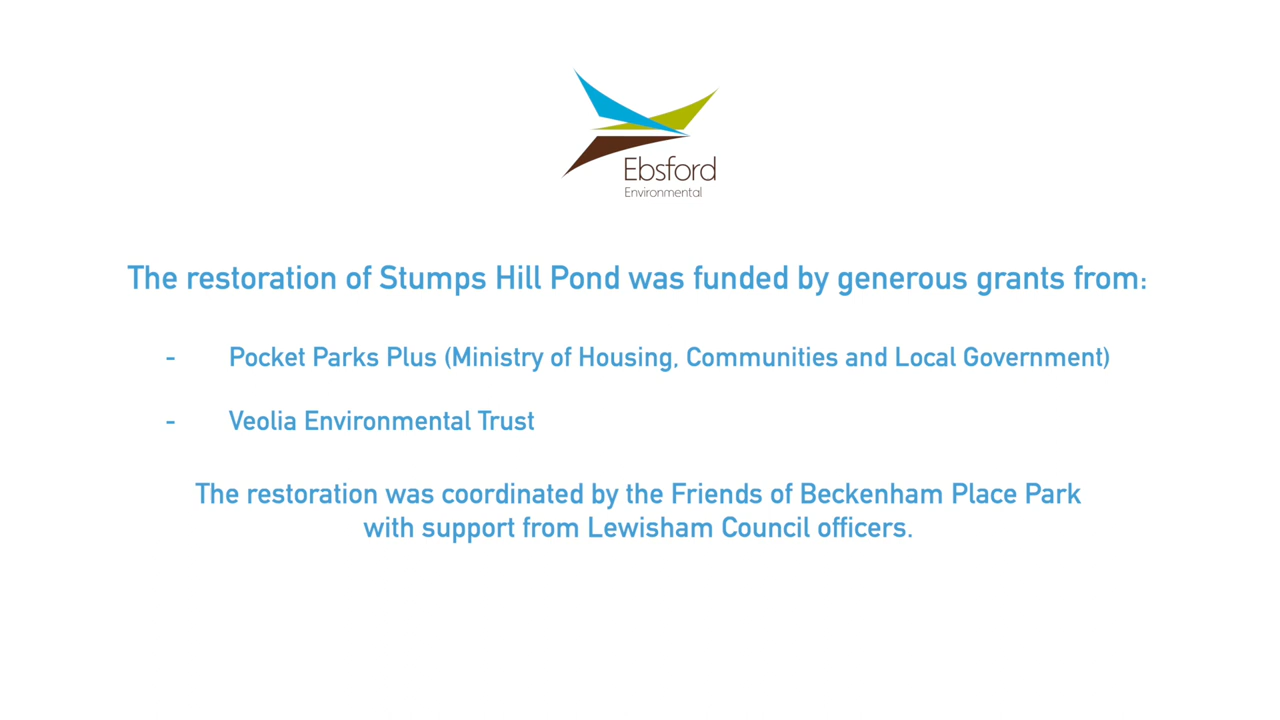 Ebsford
Environmental
The restoration of Stumps Hill Pond was funded by generous grants from:
- Pocket Parks Plus (Ministry of Housing, Communities and Local Government)
- Veolia Environmental Trust
The restoration was coordinated by the Friends of Beckenham Place Park
with support from Lewisham Council officers.